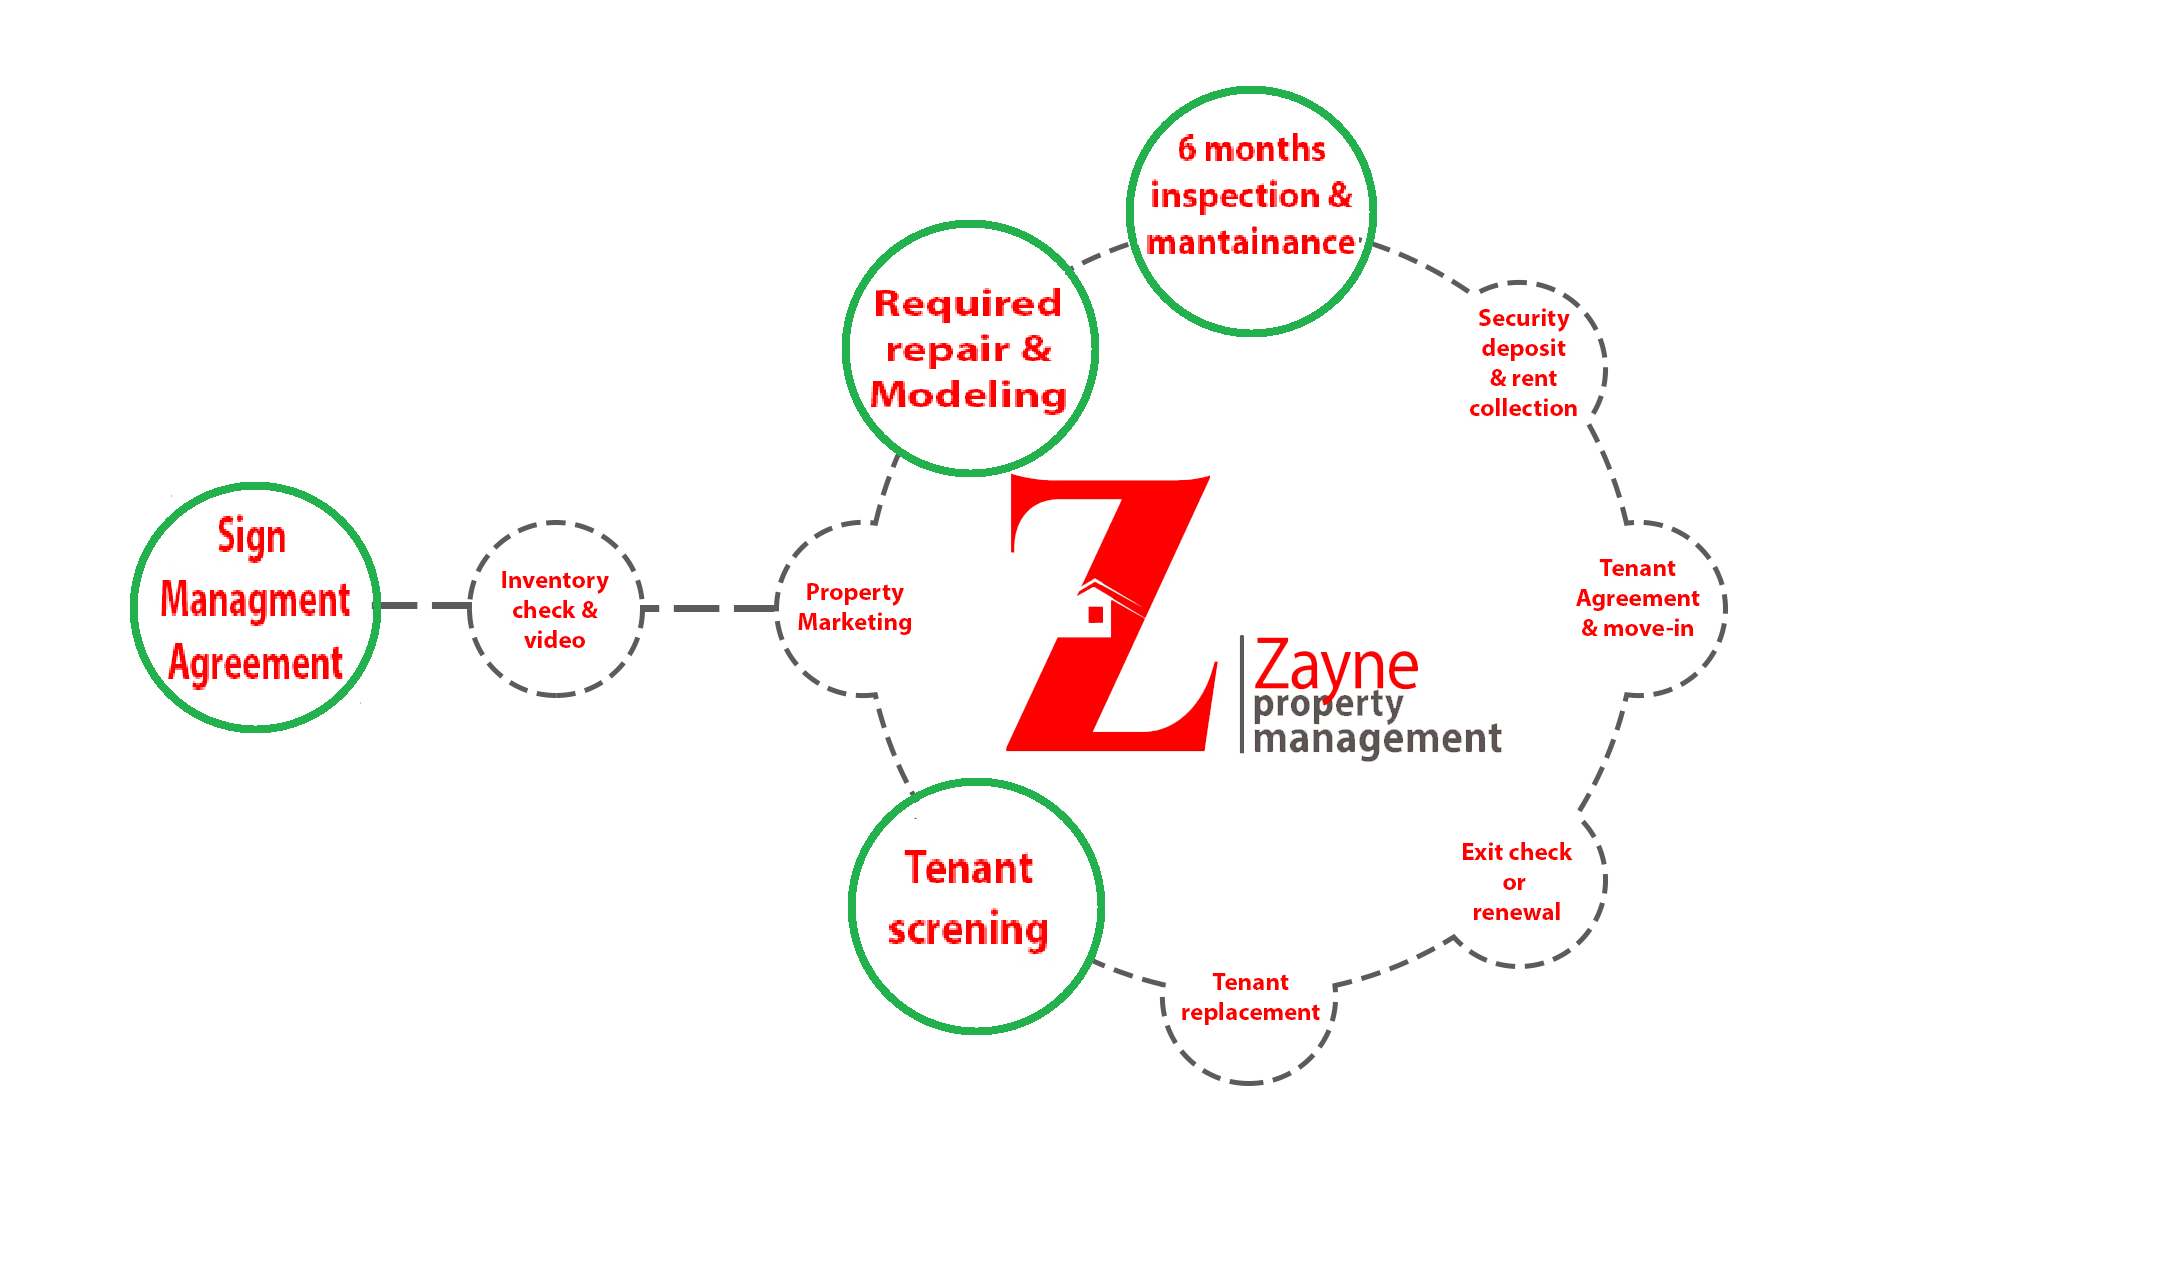 6 months
inspection &
mantainance
Required
repair &
Modeling
Security
deposit
& rent
collection
Sign
Managment
Agreement
Inventory
check &
video
Property
Marketing
Tenant
Agreement
& move-in
Z
Zayne
property
management
Tenant
screning
Exit check
or
renewal
Tenant
replacement